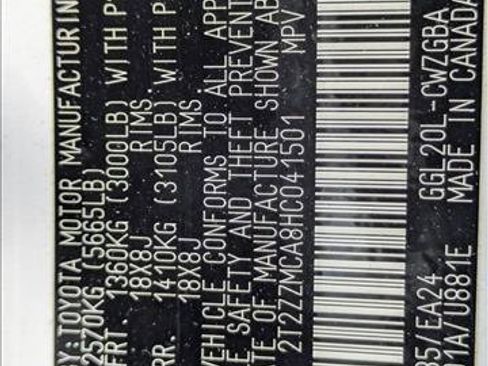 BY: TOYOTA MOTOR MANUFACTURIN
2570KG (5665LB)
FRT. 1360KG (3000LB) WITH P
18X8J RIMS,
RR. 1410KG (3105LB) WITH P
18X8J RIMS
VEHICLE CONFORMS TO ALL APP
E SAFETY AND THEFT PREVENT
ATE OF MANUFACTURE SHOWN AB
2T2ZZMCA8HC041501 MPV
85/EA24 GGL20L-CWZGBA
01A/U881E MADE IN CANADA